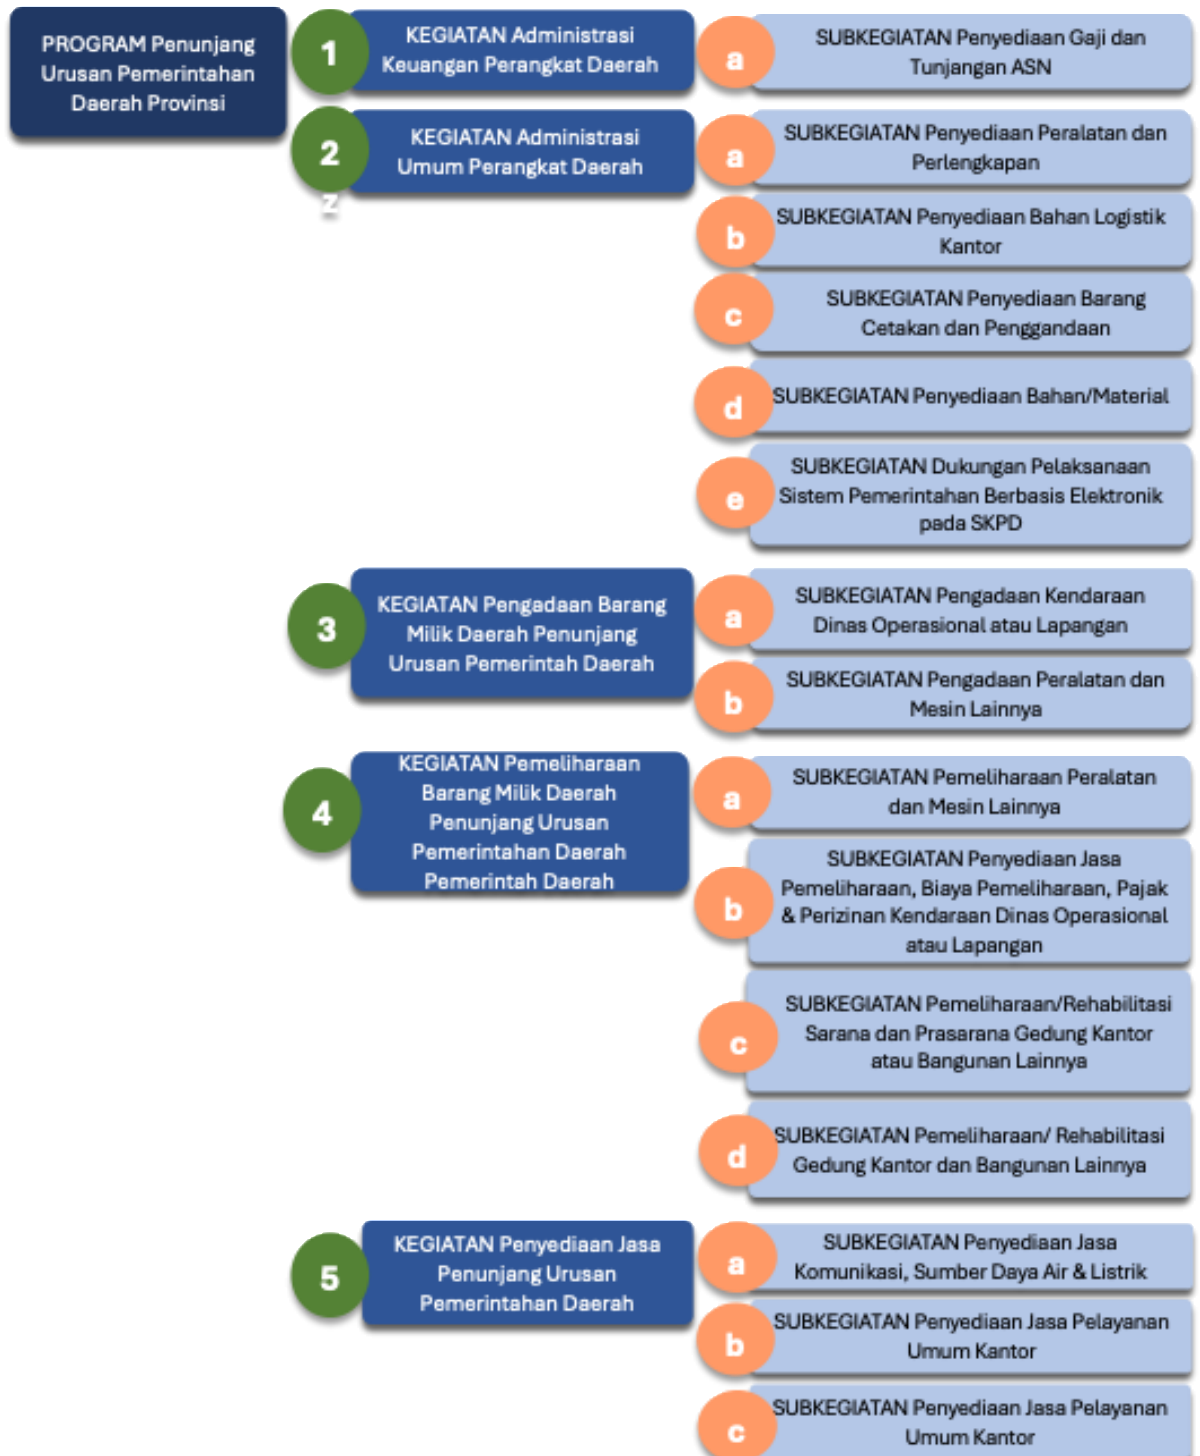 PROGRAM Penunjang
Urusan Pemerintahan
Daerah Provinsi
1
KEGIATAN Administrasi
Keuangan Perangkat Daerah
a
SUBKEGIATAN Penyediaan Gaji dan
Tunjangan ASN
2
z
KEGIATAN Administrasi
Umum Perangkat Daerah
a
SUBKEGIATAN Penyediaan Peralatan dan
Perlengkapan
b
SUBKEGIATAN Penyediaan Bahan Logistik
Kantor
c
SUBKEGIATAN Penyediaan Barang
Cetakan dan Penggandaan
d
SUBKEGIATAN Penyediaan Bahan/Material
e
SUBKEGIATAN Dukungan Pelaksanaan
Sistem Pemerintahan Berbasis Elektronik
pada SKPD
3
KEGIATAN Pengadaan Barang
Milik Daerah Penunjang
Urusan Pemerintah Daerah
a
SUBKEGIATAN Pengadaan Kendaraan
Dinas Operasional atau Lapangan
b
SUBKEGIATAN Pengadaan Peralatan dan
Mesin Lainnya
4
KEGIATAN Pemeliharaan
Barang Milik Daerah
Penunjang Urusan
Pemerintahan Daerah
Pemerintah Daerah
a
SUBKEGIATAN Pemeliharaan Peralatan
dan Mesin Lainnya
b
SUBKEGIATAN Penyediaan Jasa
Pemeliharaan, Biaya Pemeliharaan, Pajak
& Perizinan Kendaraan Dinas Operasional
atau Lapangan
c
SUBKEGIATAN Pemeliharaan/Rehabilitasi
Sarana dan Prasarana Gedung Kantor
atau Bangunan Lainnya
d
SUBKEGIATAN Pemeliharaan/ Rehabilitasi
Gedung Kantor dan Bangunan Lainnya
5
KEGIATAN Penyediaan Jasa
Penunjang Urusan
Pemerintahan Daerah
a
SUBKEGIATAN Penyediaan Jasa
Komunikasi, Sumber Daya Air & Listrik
b
SUBKEGIATAN Penyediaan Jasa Pelayanan
Umum Kantor
c
SUBKEGIATAN Penyediaan Jasa Pelayanan
Umum Kantor